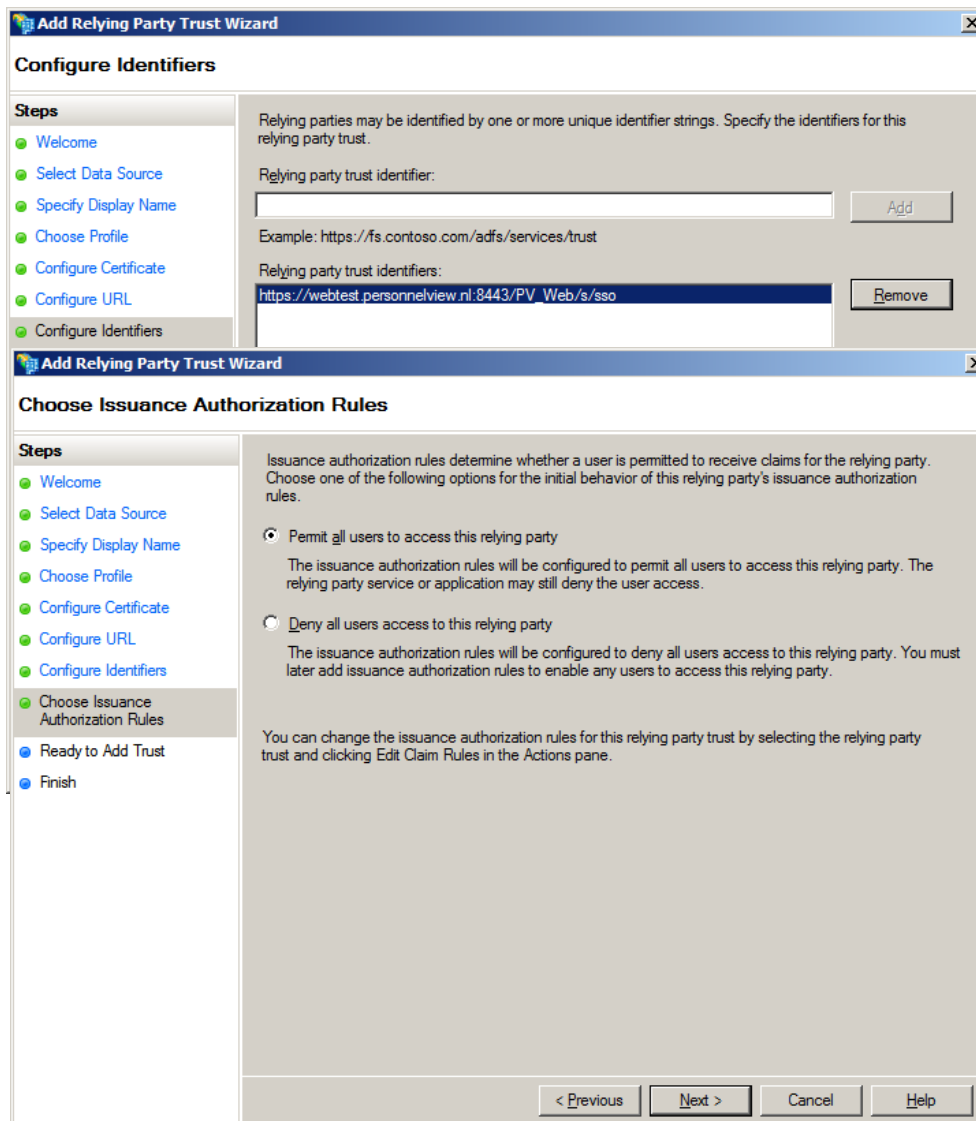 Add Relying Party Trust Wizard
Configure Identifiers
Steps
Welcome
Select Data Source
Specify Display Name
Choose Profile
Configure Certificate
Configure URL
Configure Identifiers
Relying parties may be identified by one or more unique identifier strings. Specify the identifiers for this
relying party trust.
Relying party trust identifier:
Add
Example: https://fs.contoso.com/adfs/services/trust
Relying party trust identifiers:
https://webtest.personnelview.nl:8443/PV_Web/s/sso
Remove
Add Relying Party Trust Wizard
Choose Issuance Authorization Rules
Steps
Welcome
Select Data Source
Specify Display Name
Choose Profile
Configure Certificate
Configure URL
Configure Identifiers
Choose Issuance
Authorization Rules
Ready to Add Trust
Finish
Issuance authorization rules determine whether a user is permitted to receive claims for the relying party.
Choose one of the following options for the initial behavior of this relying party's issuance authorization
rules.
Permit all users to access this relying party
The issuance authorization rules will be configured to permit all users to access this relying party. The
relying party service or application may still deny the user access.
Deny all users access to this relying party
The issuance authorization rules will be configured to deny all users access to this relying party. You must
later add issuance authorization rules to enable any users to access this relying party.
You can change the issuance authorization rules for this relying party trust by selecting the relying party
trust and clicking Edit Claim Rules in the Actions pane.
< Previous
Next >
Cancel
Help